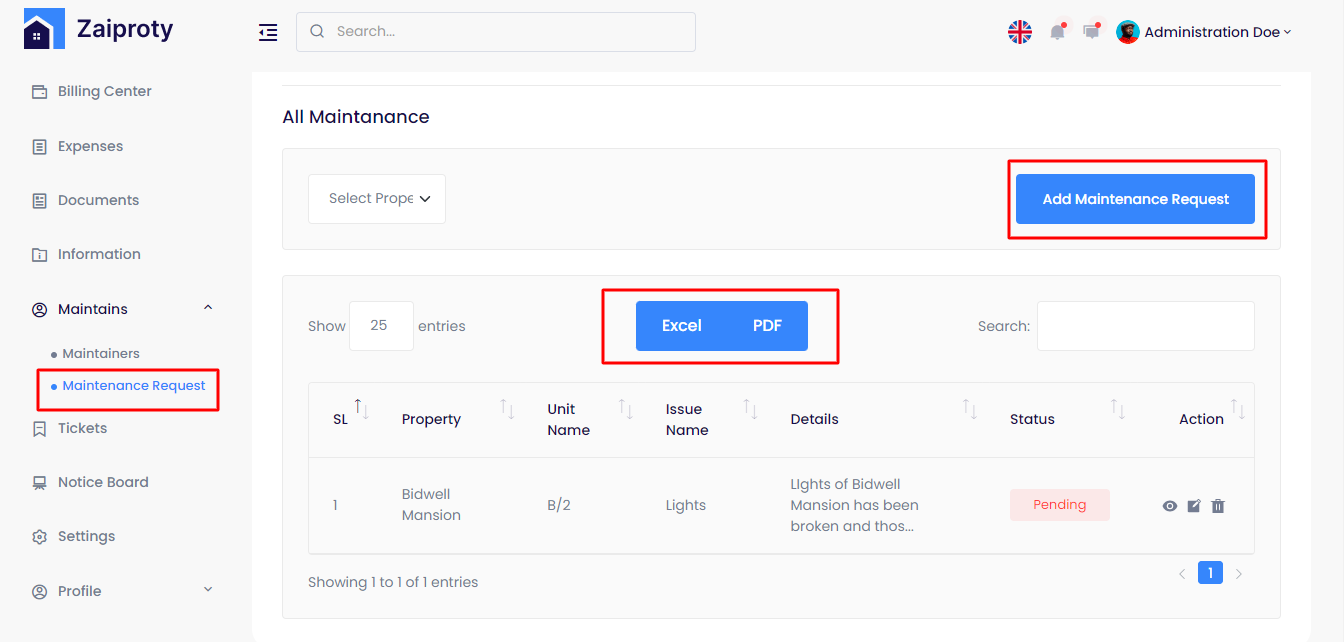 Zaiproty
Search...
Administration Doe
Billing Center
Expenses
Documents
Information
Maintains
Maintainers
Maintenance Request
Tickets
Notice Board
Settings
Profile
All Maintanance
Select Prope
Add Maintenance Request
Show 25 entries
Excel PDF
Search:
SL Property Unit Name Issue Name Details Status Action
1 Bidwell Mansion B/2 Lights LIghts of Bidwell Mansion has been broken and thos... Pending
Showing 1 to 1 of 1 entries
1